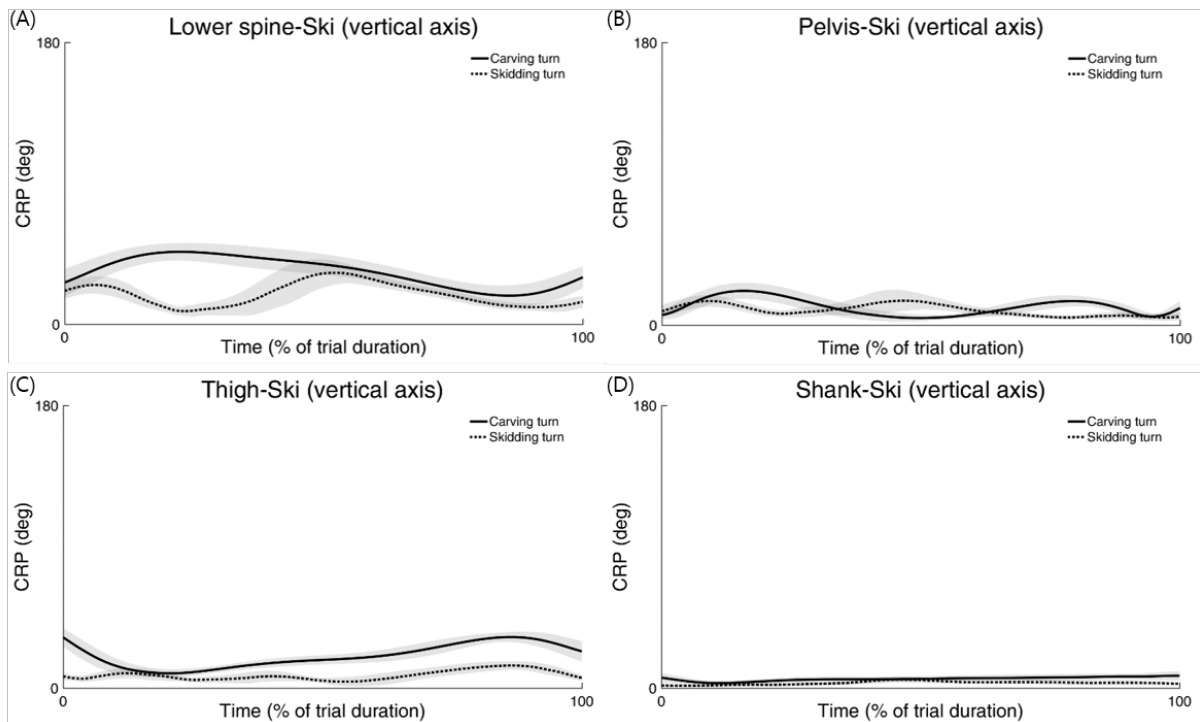 (A)
Lower spine-Ski (vertical axis)
180
Carving turn
Skidding turn
CRP (deg)
0
0
100
Time (% of trial duration)
(B)
Pelvis-Ski (vertical axis)
180
Carving turn
Skidding turn
CRP (deg)
0
0
100
Time (% of trial duration)
(C)
Thigh-Ski (vertical axis)
180
Carving turn
Skidding turn
CRP (deg)
0
0
100
Time (% of trial duration)
(D)
Shank-Ski (vertical axis)
180
Carving turn
Skidding turn
CRP (deg)
0
0
100
Time (% of trial duration)